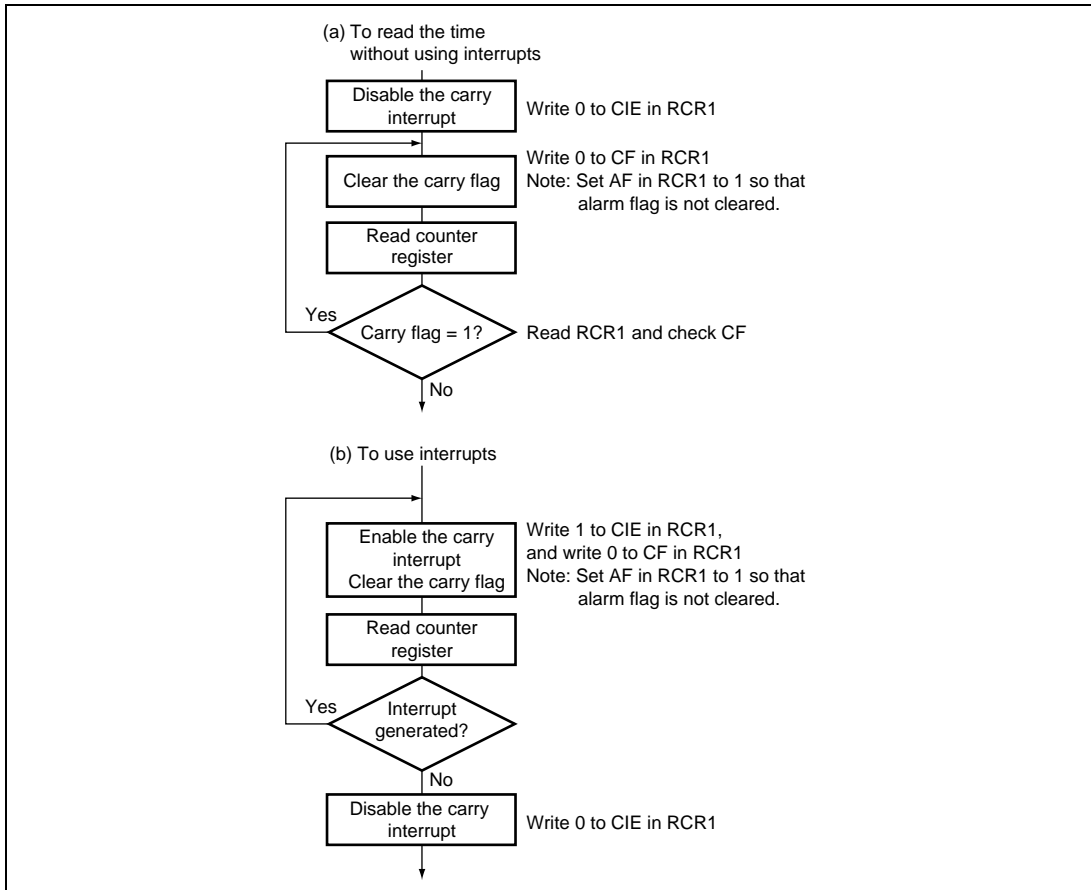 (a) To read the time
without using interrupts
Disable the carry
interrupt
Write 0 to CIE in RCR1
Clear the carry flag
Write 0 to CF in RCR1
Note: Set AF in RCR1 to 1 so that
alarm flag is not cleared.
Read counter
register
Yes
Carry flag = 1?
Read RCR1 and check CF
No
(b) To use interrupts
Enable the carry
interrupt
Clear the carry flag
Write 1 to CIE in RCR1,
and write 0 to CF in RCR1
Note: Set AF in RCR1 to 1 so that
alarm flag is not cleared.
Read counter
register
Yes
Interrupt
generated?
No
Disable the carry
interrupt
Write 0 to CIE in RCR1